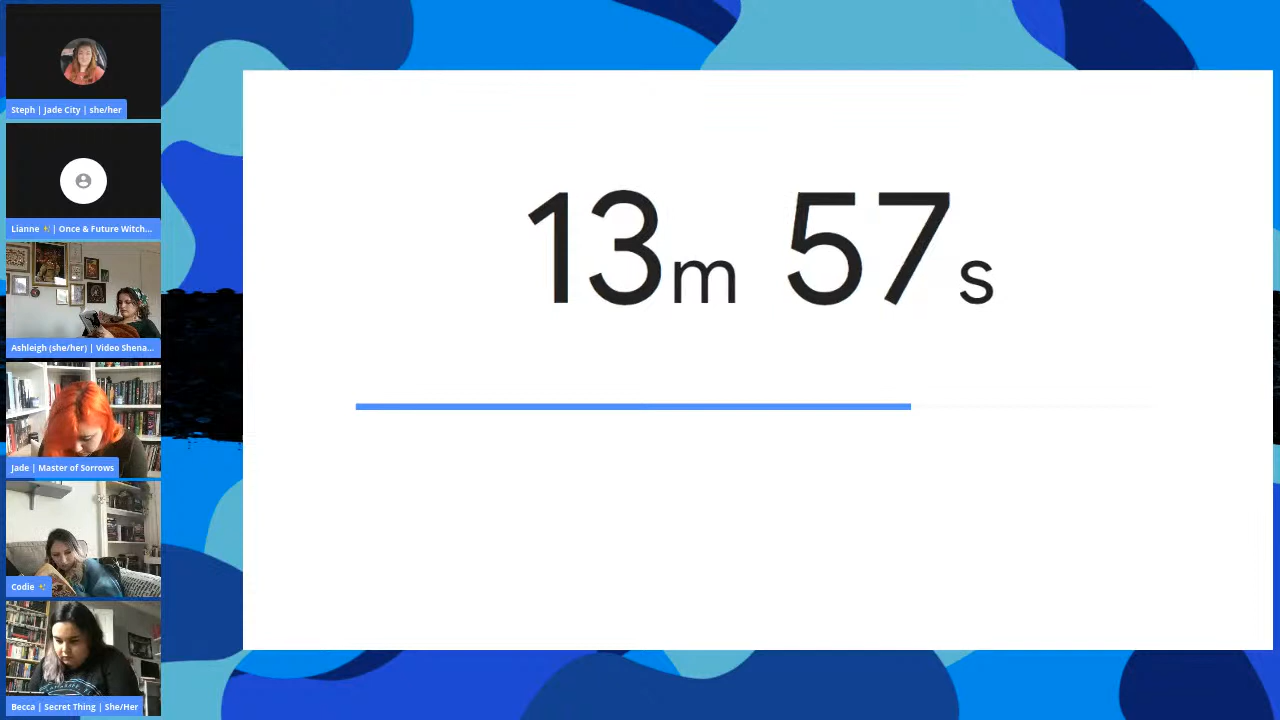 Steph | Jade City | she/her
Lianne ✨ | Once & Future Witch...
Ashleigh (she/her) | Video Shena...
Jade | Master of Sorrows
Codie ✨
Becca | Secret Thing | She/Her
13m 57s